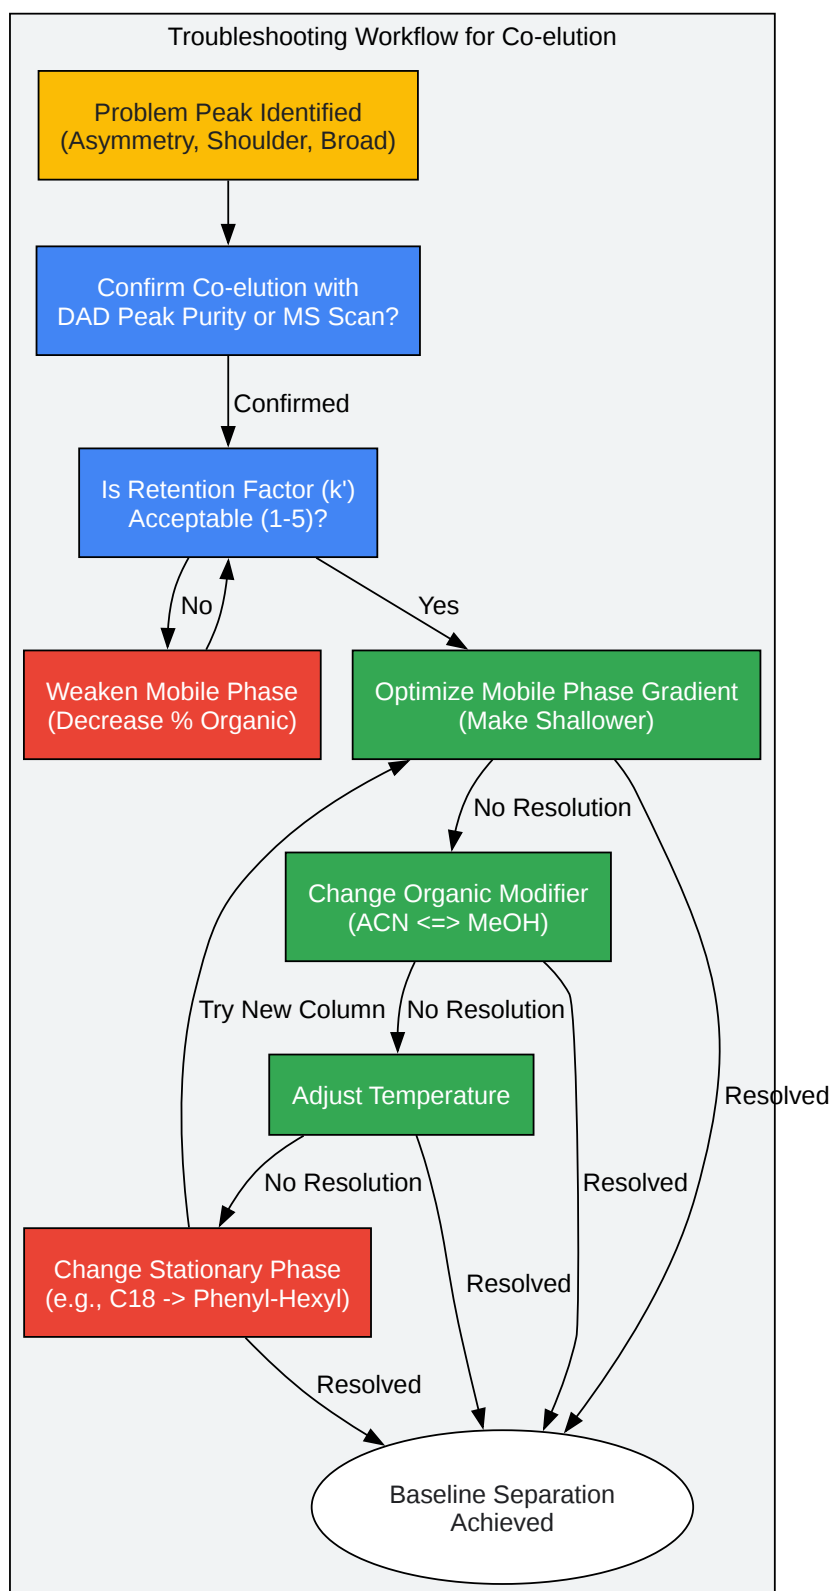 Troubleshooting Workflow for Co-elution
Problem Peak Identified
(Asymmetry, Shoulder, Broad)
Confirm Co-elution with
DAD Peak Purity or MS Scan?
Confirmed
Is Retention Factor (k')
Acceptable (1-5)?
No
Yes
Weaken Mobile Phase
(Decrease % Organic)
Optimize Mobile Phase Gradient
(Make Shallower)
No Resolution
Change Organic Modifier
(ACN <=> MeOH)
Try New Column
No Resolution
Adjust Temperature
Resolved
No Resolution
Resolved
Change Stationary Phase
(e.g., C18 -> Phenyl-Hexyl)
Resolved
Resolved
Baseline Separation
Achieved